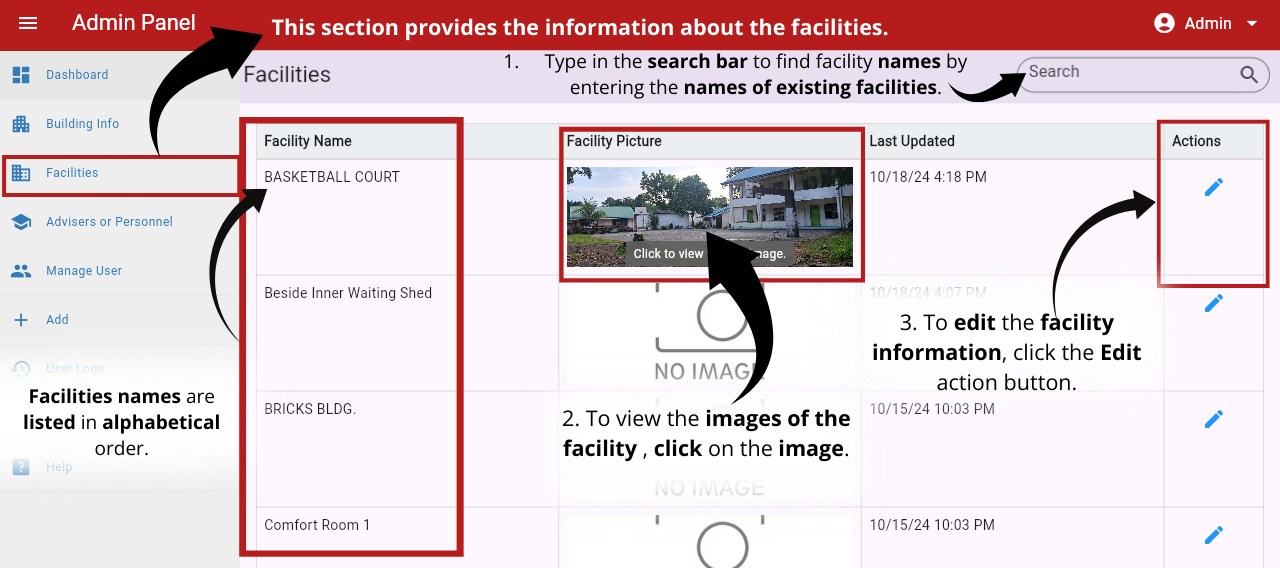 Admin Panel
This section provides the information about the facilities.
Admin
Dashboard
Building Info
Facilities
Advisers or Personnel
Manage User
Add
User Logs
Help
Facilities names are
listed in alphabetical
order.
Facilities
1. Type in the search bar to find facility names by
entering the names of existing facilities.
Search
Facility Name
Facility Picture
Last Updated
Actions
BASKETBALL COURT
Click to view
image.
10/18/24 4:18 PM
Beside Inner Waiting Shed
NO IMAGE
10/18/24 4:07 PM
3. To edit the facility
information, click the Edit
action button.
BRICKS BLDG.
10/15/24 10:03 PM
2. To view the images of the
facility , click on the image.
NO IMAGE
Comfort Room 1
10/15/24 10:03 PM